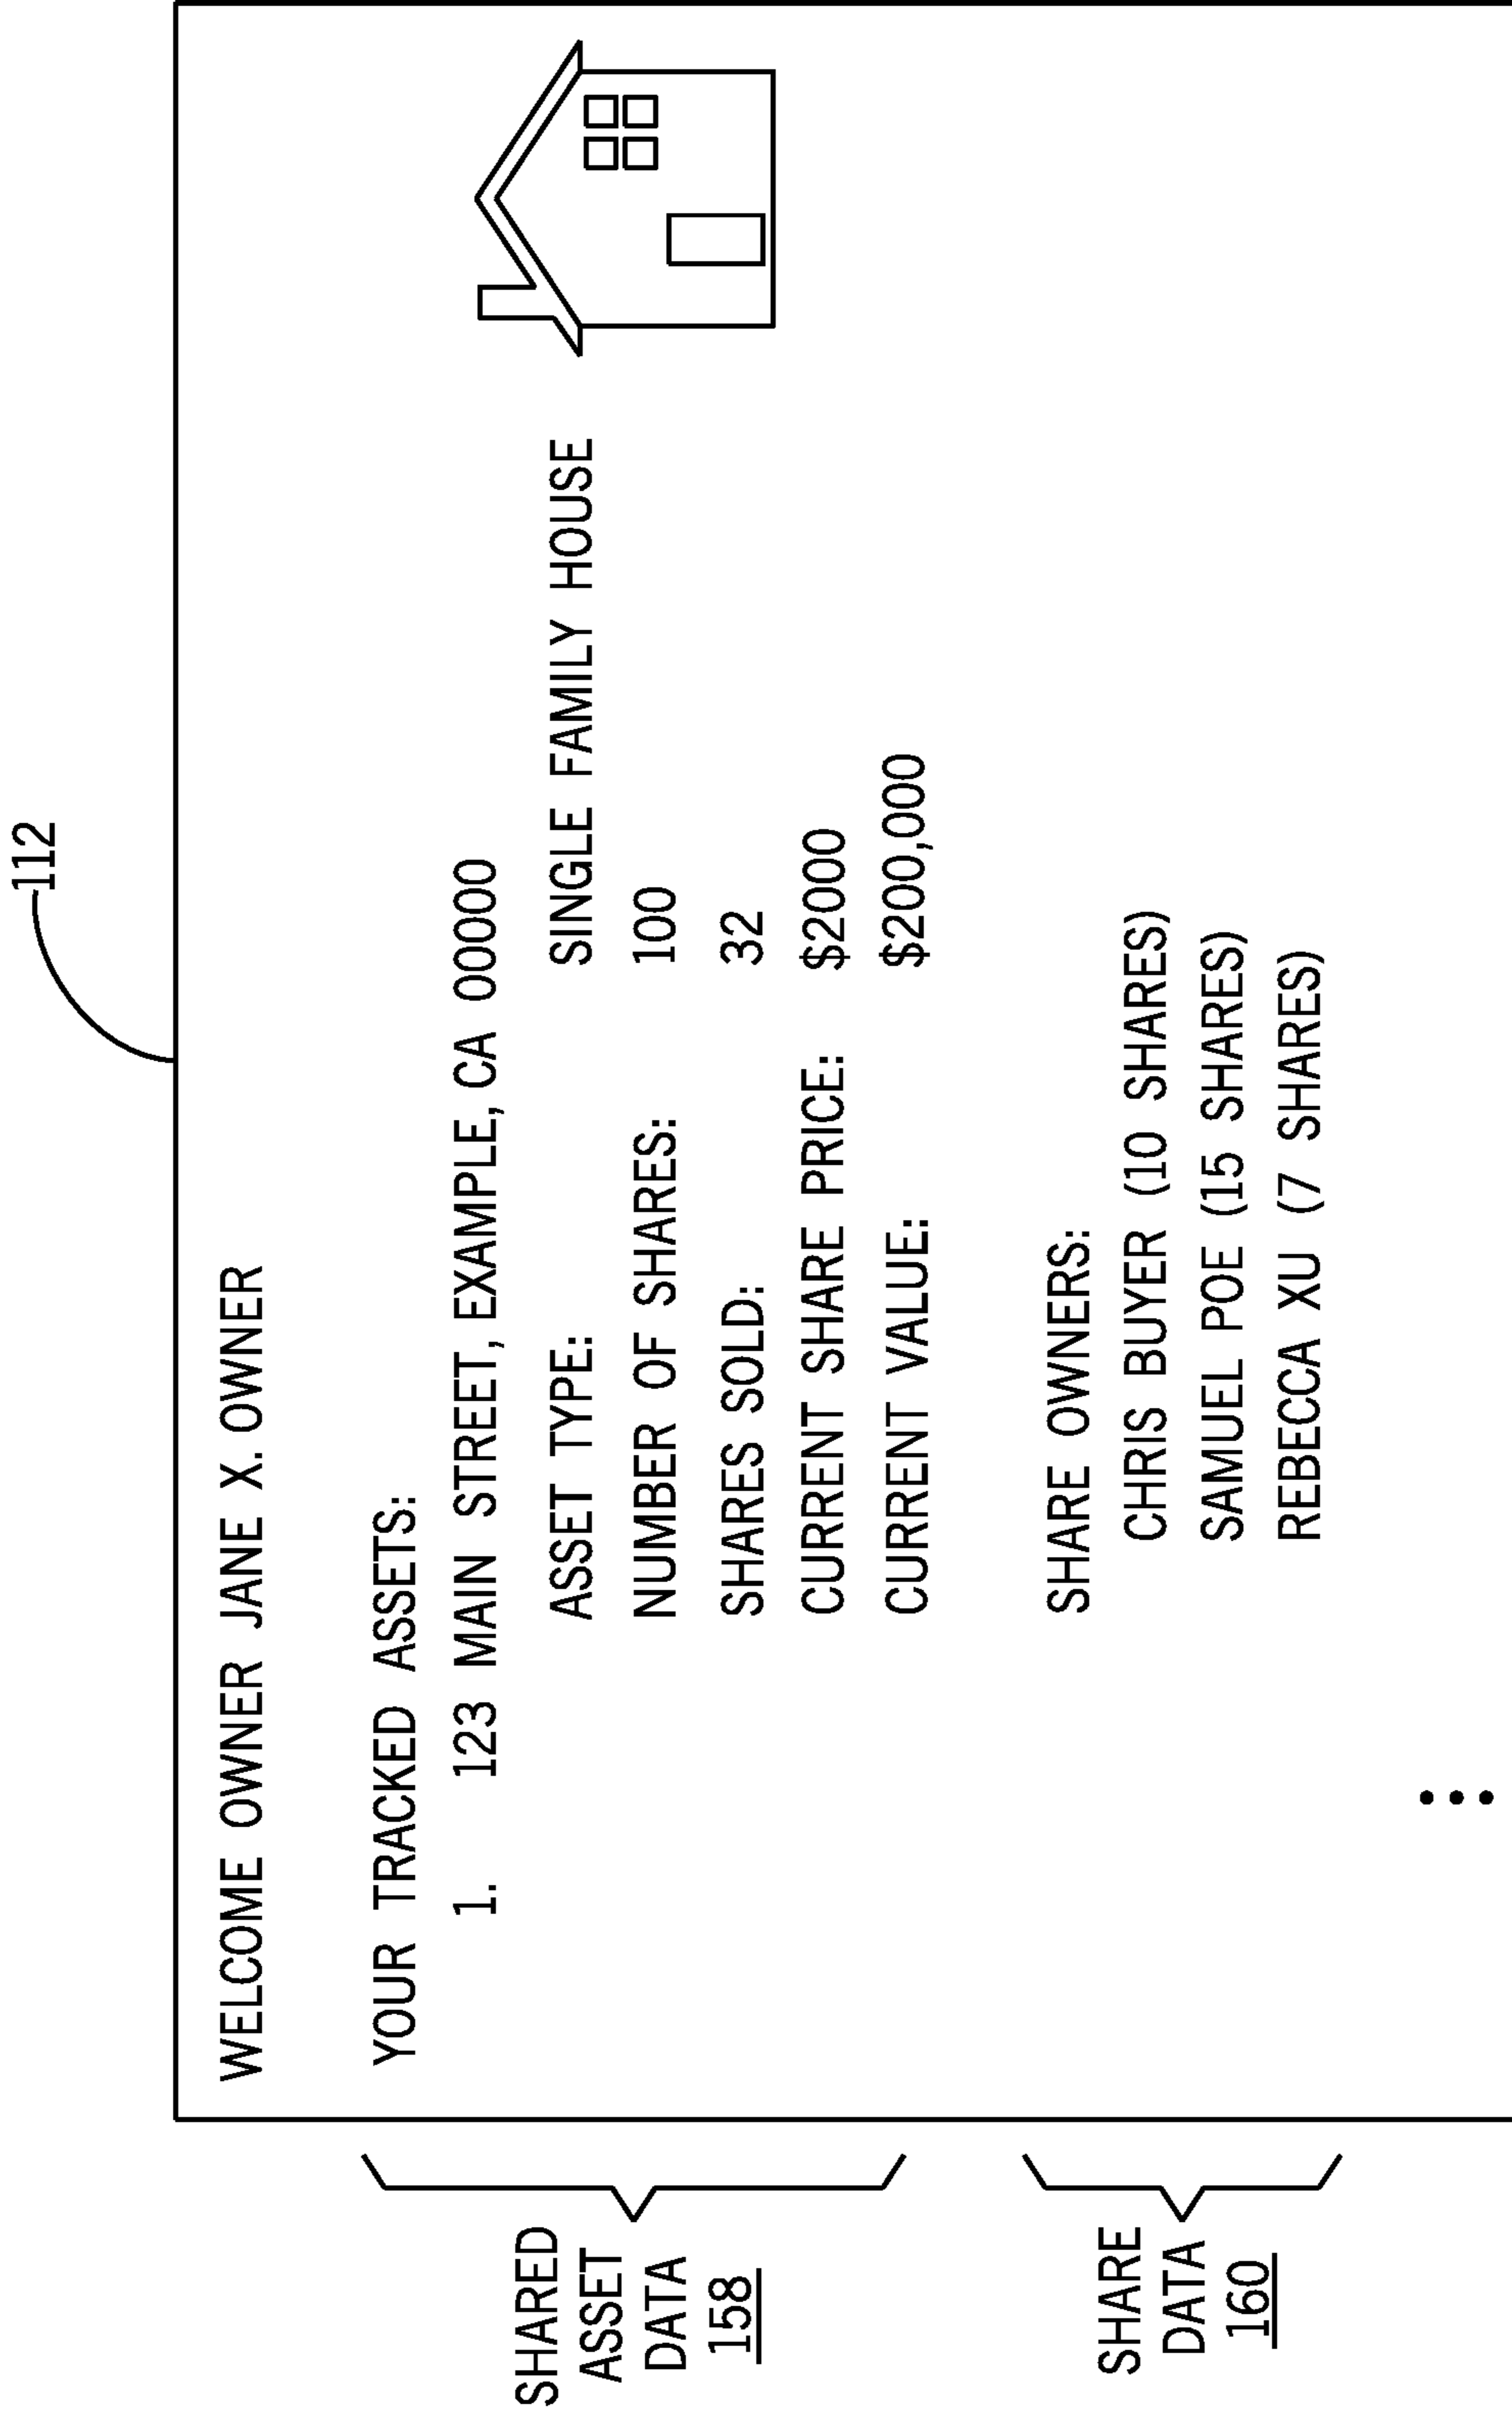 112
WELCOME OWNER JANE X. OWNER
YOUR TRACKED ASSETS:
1. 123 MAIN STREET, EXAMPLE, CA 00000
ASSET TYPE: SINGLE FAMILY HOUSE
NUMBER OF SHARES: 100
SHARES SOLD: 32
CURRENT SHARE PRICE: $2000
CURRENT VALUE: $200,000
SHARE OWNERS:
CHRIS BUYER (10 SHARES)
SAMUEL POE (15 SHARES)
REBECCA XU (7 SHARES)
SHARED
ASSET
DATA
158
SHARE
DATA
160